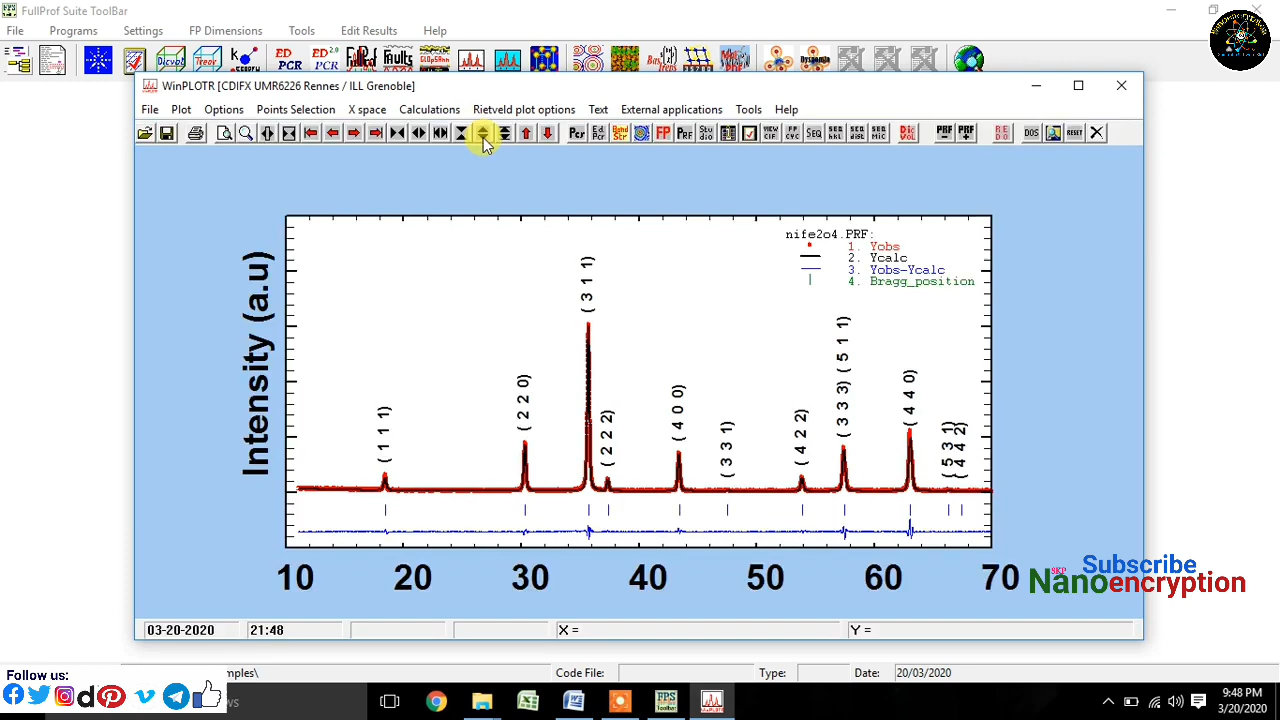 FullProf Suite ToolBar
File Programs Settings FP Dimensions Tools Edit Results Help
WinPLOTR [CDIFX UMR6226 Rennes / ILL Grenoble]
File Plot Options Points Selection X space Calculations Rietveld plot options Text External applications Tools Help
nife2o4.PRF:
1. Yobs
2. Ycalc
3. Yobs-Ycalc
4. Bragg_position
Intensity (a.u)
( 1 1 1)
( 2 2 0)
( 3 1 1)
( 2 2 2)
( 4 0 0)
( 3 3 1)
( 4 2 2)
( 3 3 3) ( 5 1 1)
( 4 4 0)
( 5 3 1)
( 4 4 2)
10 20 30 40 50 60 70
Subscribe
SKP
Nanoencryption
03-20-2020 21:48 X = Y =
Follow us:
mples\ Code File: Type: Date: 20/03/2020
9:48 PM
3/20/2020